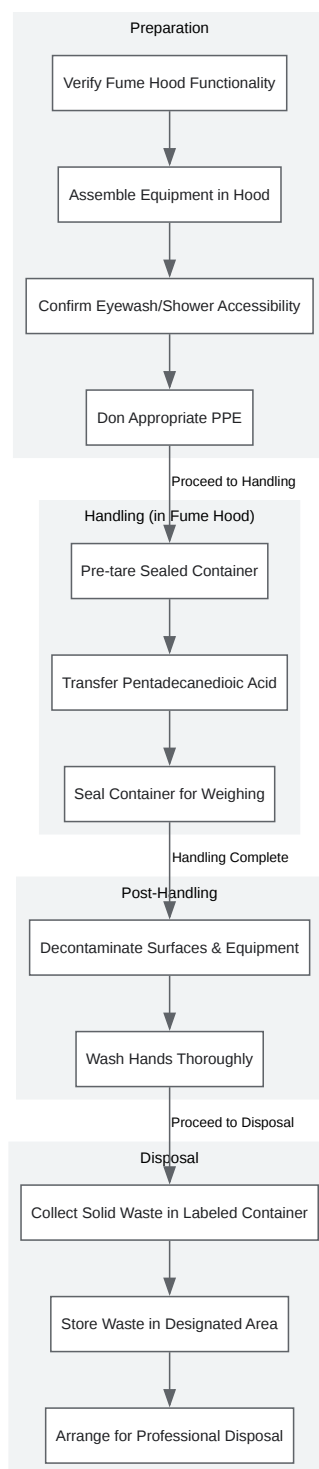 Preparation
Verify Fume Hood Functionality
Assemble Equipment in Hood
Confirm Eyewash/Shower Accessibility
Don Appropriate PPE
Proceed to Handling
Handling (in Fume Hood)
Pre-tare Sealed Container
Transfer Pentadecanedioic Acid
Seal Container for Weighing
Handling Complete
Post-Handling
Decontaminate Surfaces & Equipment
Wash Hands Thoroughly
Proceed to Disposal
Disposal
Collect Solid Waste in Labeled Container
Store Waste in Designated Area
Arrange for Professional Disposal